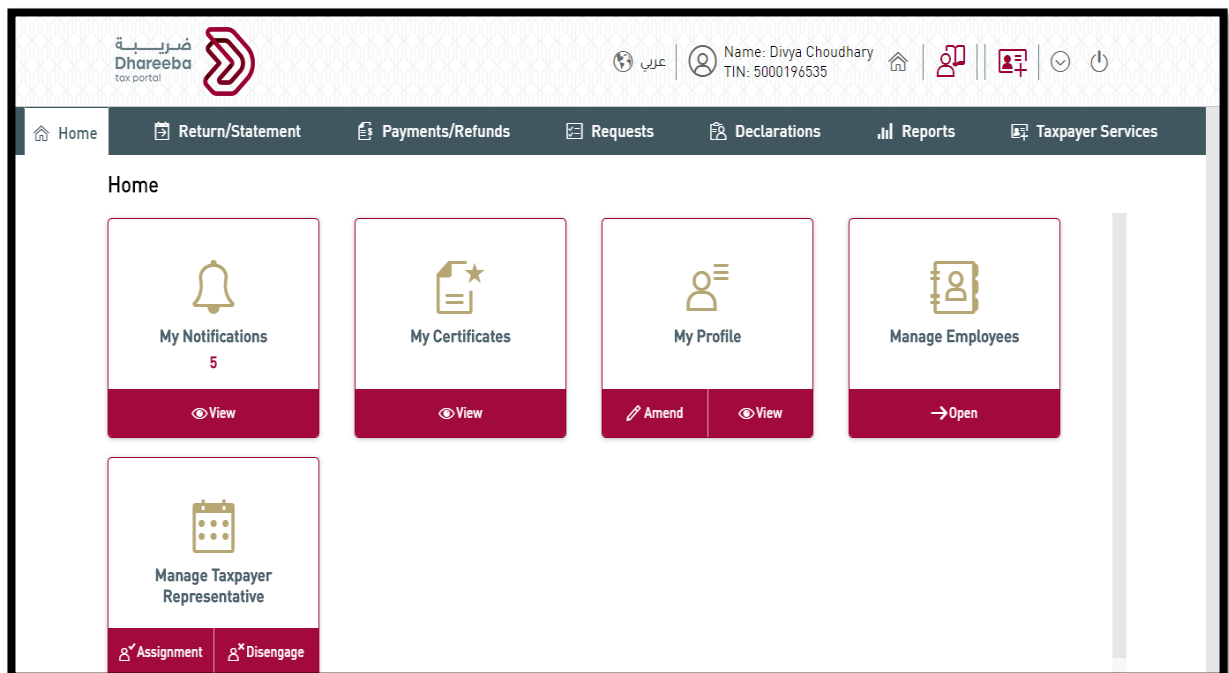 ضريــبــة
Dhareeba
tax portal
عربي
Name: Divya Choudhary
TIN: 5000196535
Home
Return/Statement
Payments/Refunds
Requests
Declarations
Reports
Taxpayer Services
Home
My Notifications
5
View
My Certificates
View
My Profile
Amend
View
Manage Employees
Open
Manage Taxpayer
Representative
Assignment
Disengage